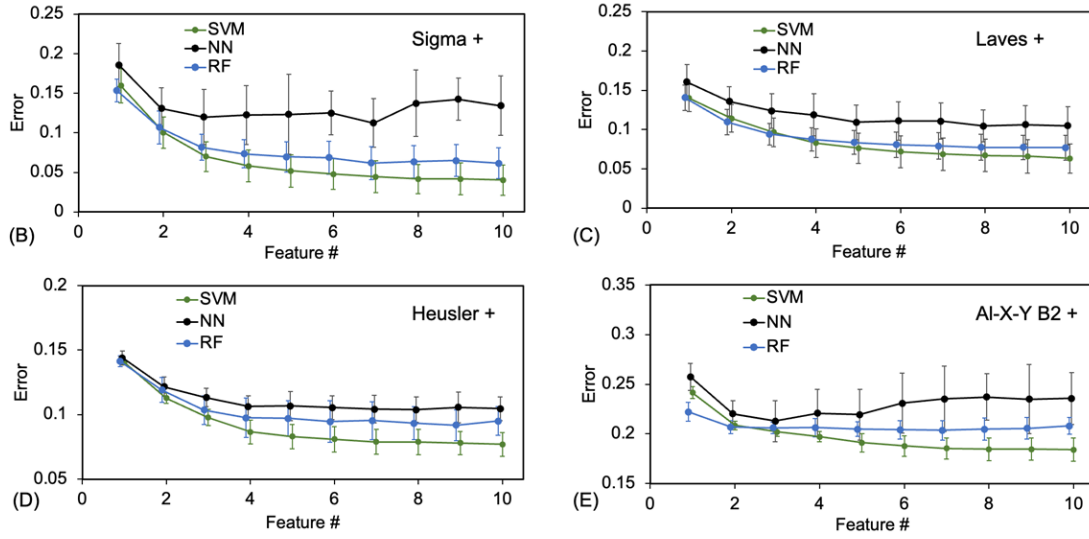 0.25
0.2
0.15
0.1
0.05
0
Error
SVM
NN
RF
Sigma +
0 2 4 6 8 10
Feature #
(B)
0.25
0.2
0.15
0.1
0.05
0
Error
SVM
NN
RF
Laves +
0 2 4 6 8 10
Feature #
(C)
0.2
0.15
0.1
0.05
Error
SVM
NN
RF
Heusler +
0 2 4 6 8 10
Feature #
(D)
0.35
0.3
0.25
0.2
0.15
Error
SVM
NN
RF
Al-X-Y B2 +
0 2 4 6 8 10
Feature #
(E)